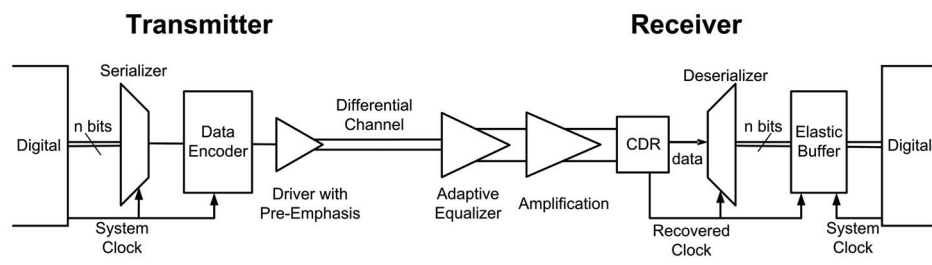 Transmitter
Receiver
Serializer
Deserializer
Digital
n bits
Data
Encoder
Differential
Channel
Driver with
Pre-Emphasis
Adaptive
Equalizer
Amplification
CDR
data
n bits
Elastic
Buffer
Digital
System
Clock
Recovered
Clock
System
Clock